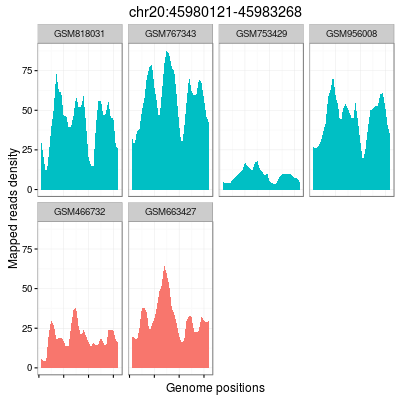 chr20:45980121-45983268
GSM818031 GSM767343 GSM753429 GSM956008
75
50
25
0
GSM466732 GSM663427
75
50
25
0
Mapped reads density
Genome positions